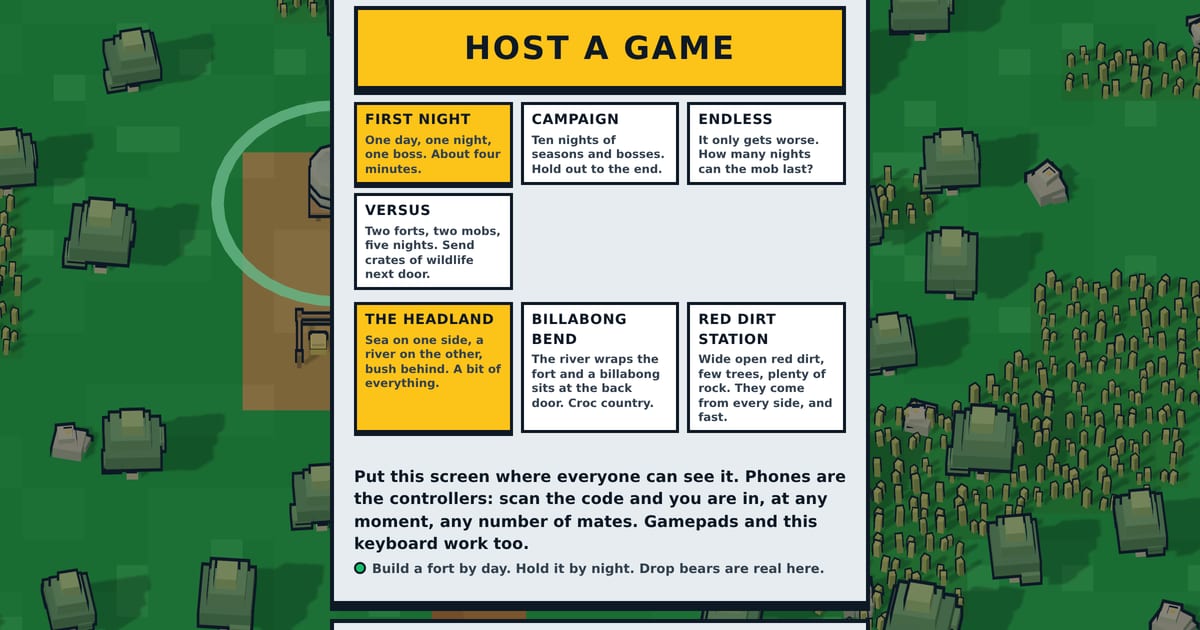 HOST A GAME
FIRST NIGHT
One day, one night,
one boss. About four
minutes.
CAMPAIGN
Ten nights of
seasons and bosses.
Hold out to the end.
ENDLESS
It only gets worse.
How many nights
can the mob last?
VERSUS
Two forts, two mobs,
five nights. Send
crates of wildlife
next door.
THE HEADLAND
Sea on one side, a
river on the other,
bush behind. A bit of
everything.
BILLABONG
BEND
The river wraps the
fort and a billabong
sits at the back
door. Croc country.
RED DIRT
STATION
Wide open red dirt,
few trees, plenty of
rock. They come
from every side, and
fast.
Put this screen where everyone can see it. Phones are
the controllers: scan the code and you are in, at any
moment, any number of mates. Gamepads and this
keyboard work too.
Build a fort by day. Hold it by night. Drop bears are real here.